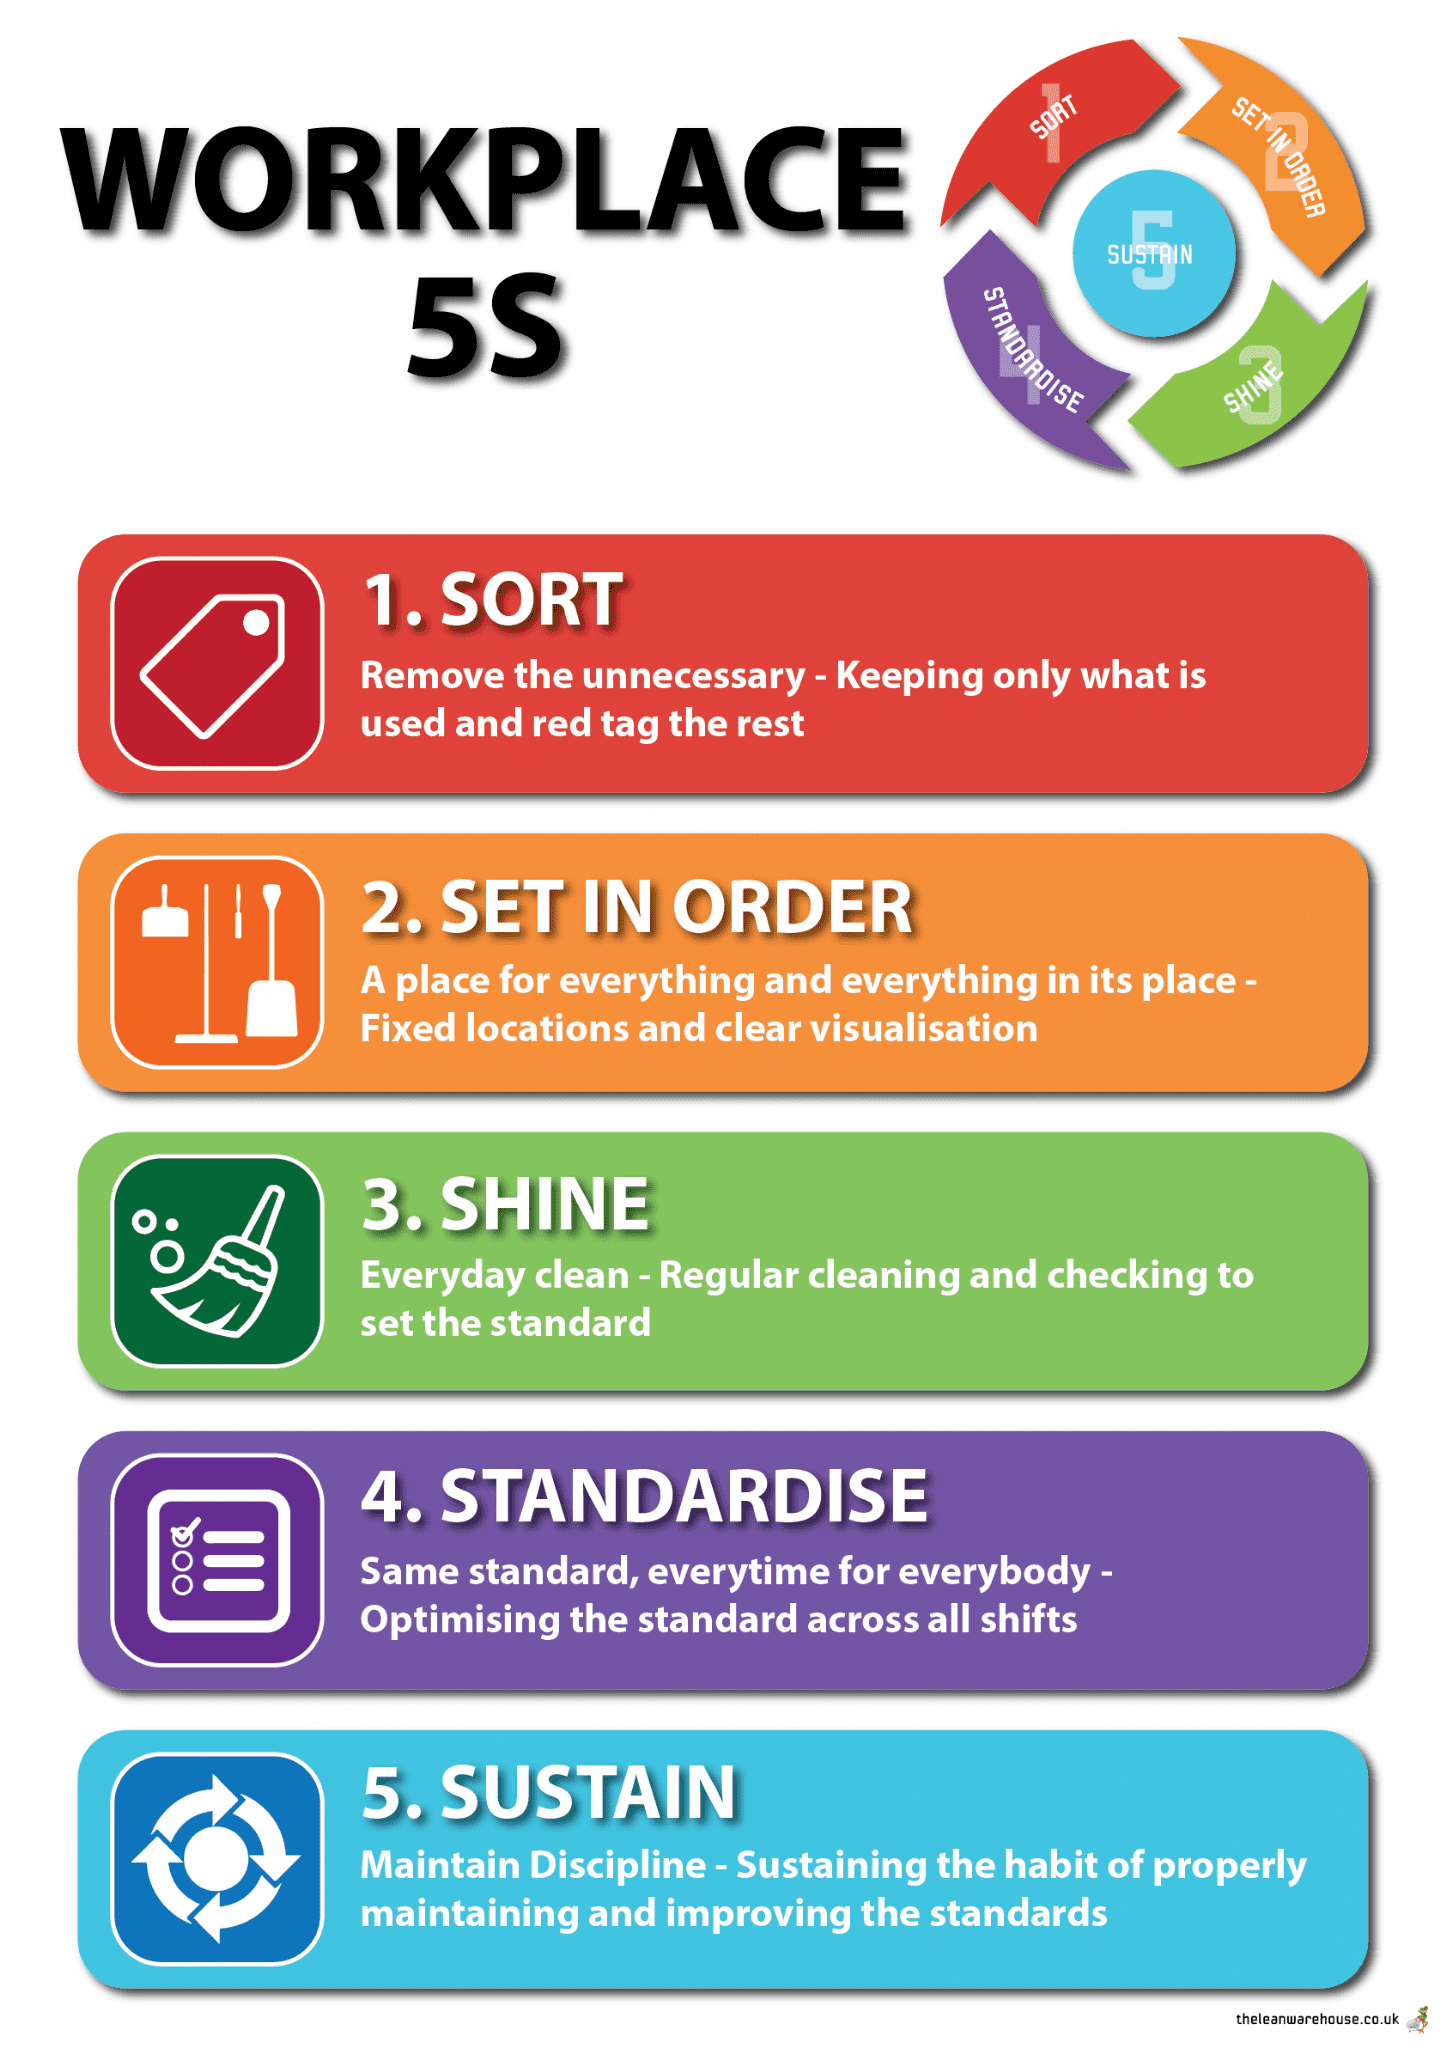 WORKPLACE
5S
1
SORT
2
SET IN ORDER
3
SHINE
4
STANDARDISE
5
SUSTAIN
1. SORT
Remove the unnecessary - Keeping only what is
used and red tag the rest
2. SET IN ORDER
A place for everything and everything in its place -
Fixed locations and clear visualisation
3. SHINE
Everyday clean - Regular cleaning and checking to
set the standard
4. STANDARDISE
Same standard, everytime for everybody -
Optimising the standard across all shifts
5. SUSTAIN
Maintain Discipline - Sustaining the habit of properly
maintaining and improving the standards
theleanwarehouse.co.uk